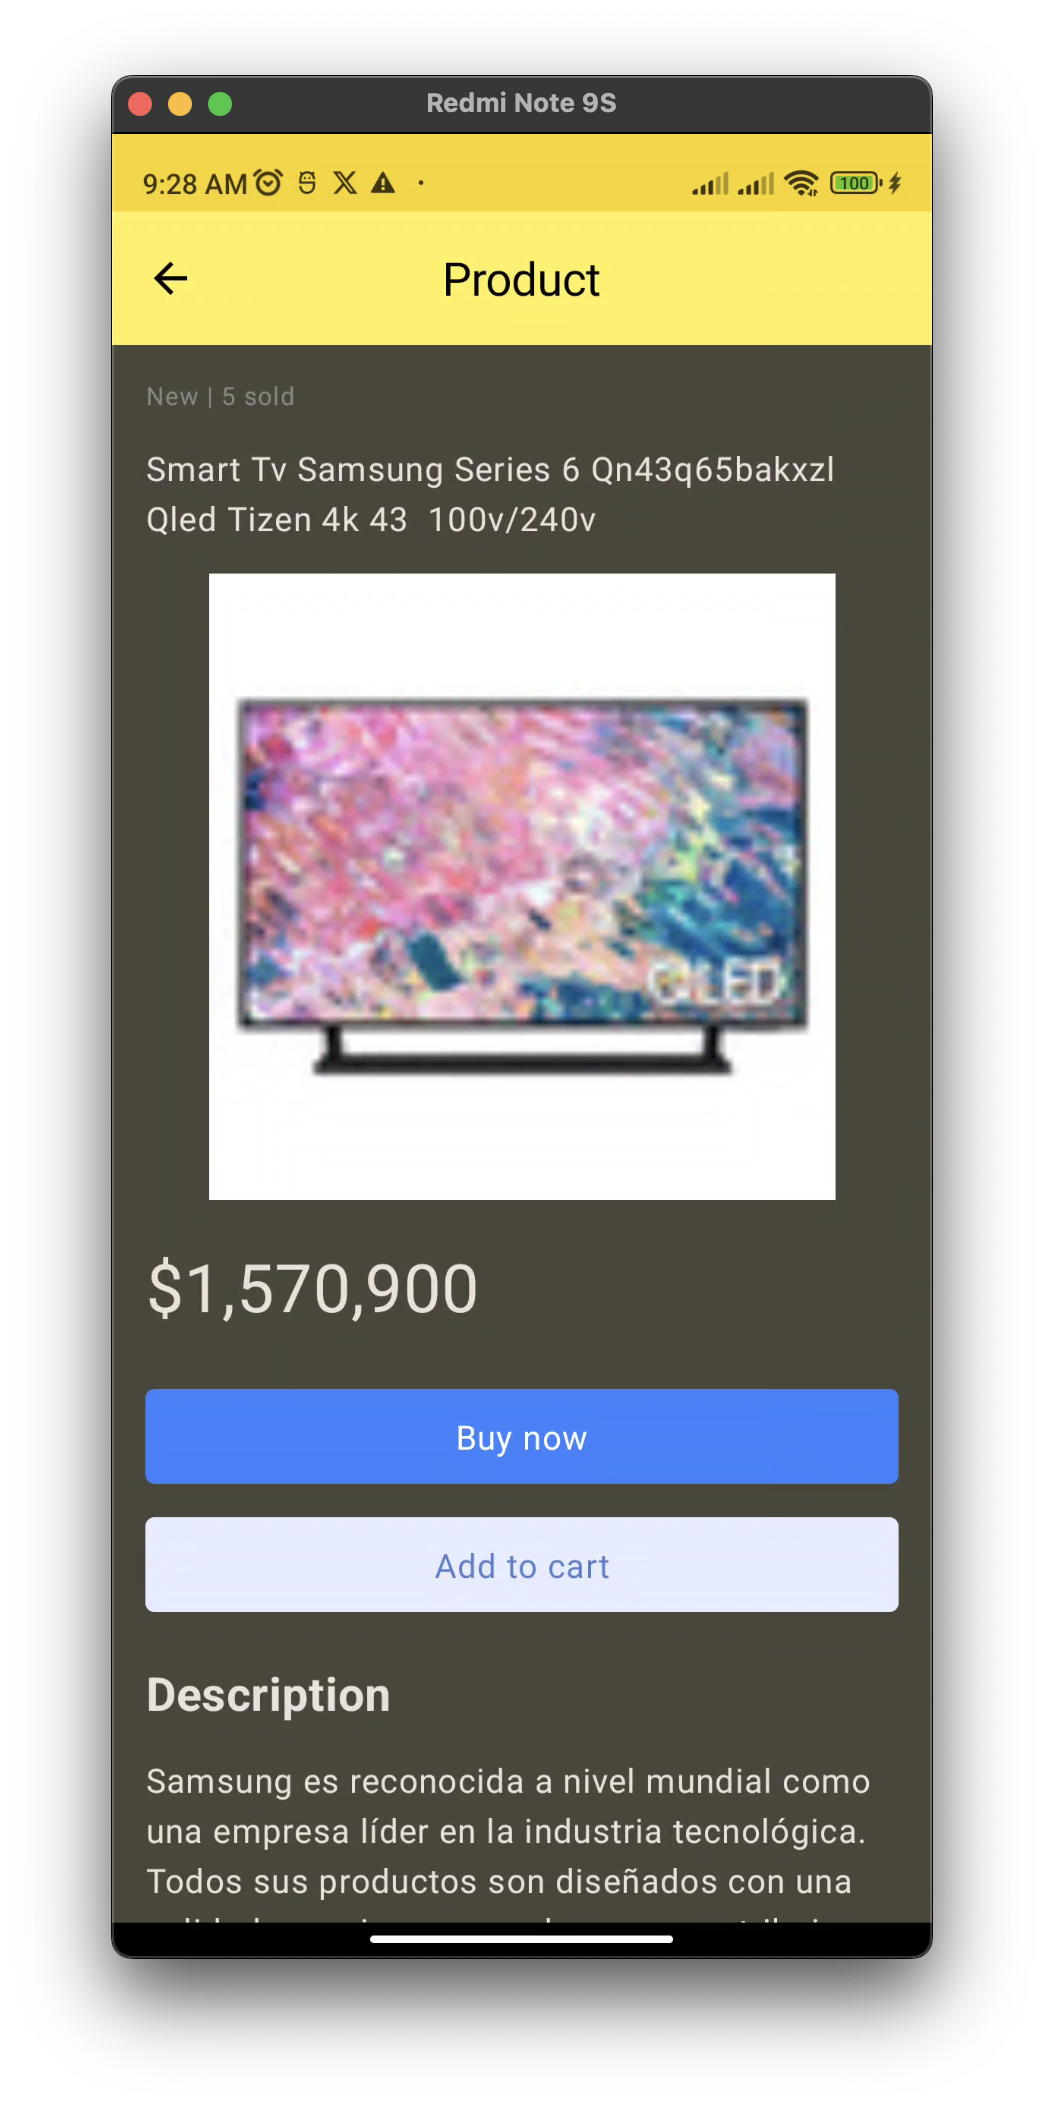 Redmi Note 9S
9:28 AM
100
Product
New | 5 sold
Smart Tv Samsung Series 6 Qn43q65bakxzl
Qled Tizen 4k 43  100v/240v
QLED
$1,570,900
Buy now
Add to cart
Description
Samsung es reconocida a nivel mundial como
una empresa líder en la industria tecnológica.
Todos sus productos son diseñados con una